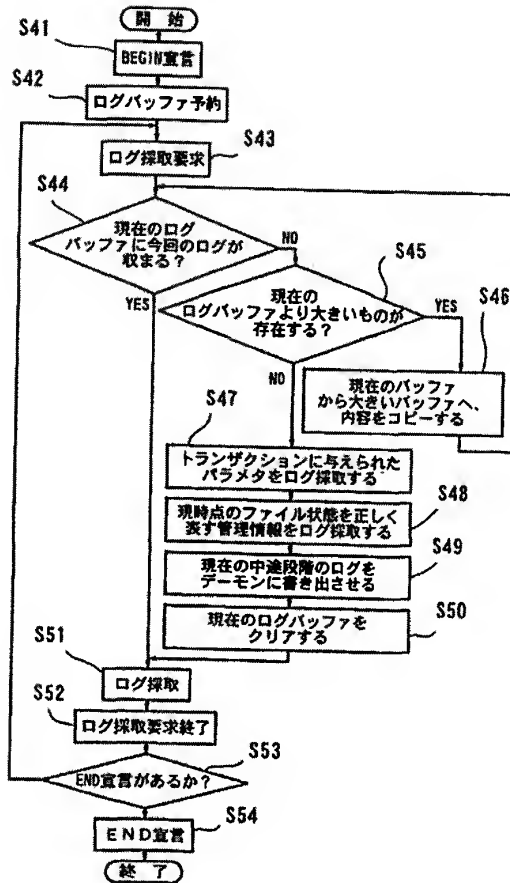 開 始
S41
BEGIN宣言
S42
ログバッファ予約
S43
ログ採取要求
S44
現在のログ
バッファに今回のログが
収まる?
NO
YES
S45
現在の
ログバッファより大きいものが
存在する?
YES
NO
S46
現在のバッファ
から大きいバッファへ、
内容をコピーする
S47
トランザクションに与えられた
パラメタをログ採取する
S48
現時点のファイル状態を正しく
表す管理情報をログ採取する
S49
現在の中途段階のログを
デーモンに書き出させる
S50
現在のログバッファを
クリアする
S51
ログ採取
S52
ログ採取要求終了
S53
END宣言があるか?
S54
END宣言
終 了